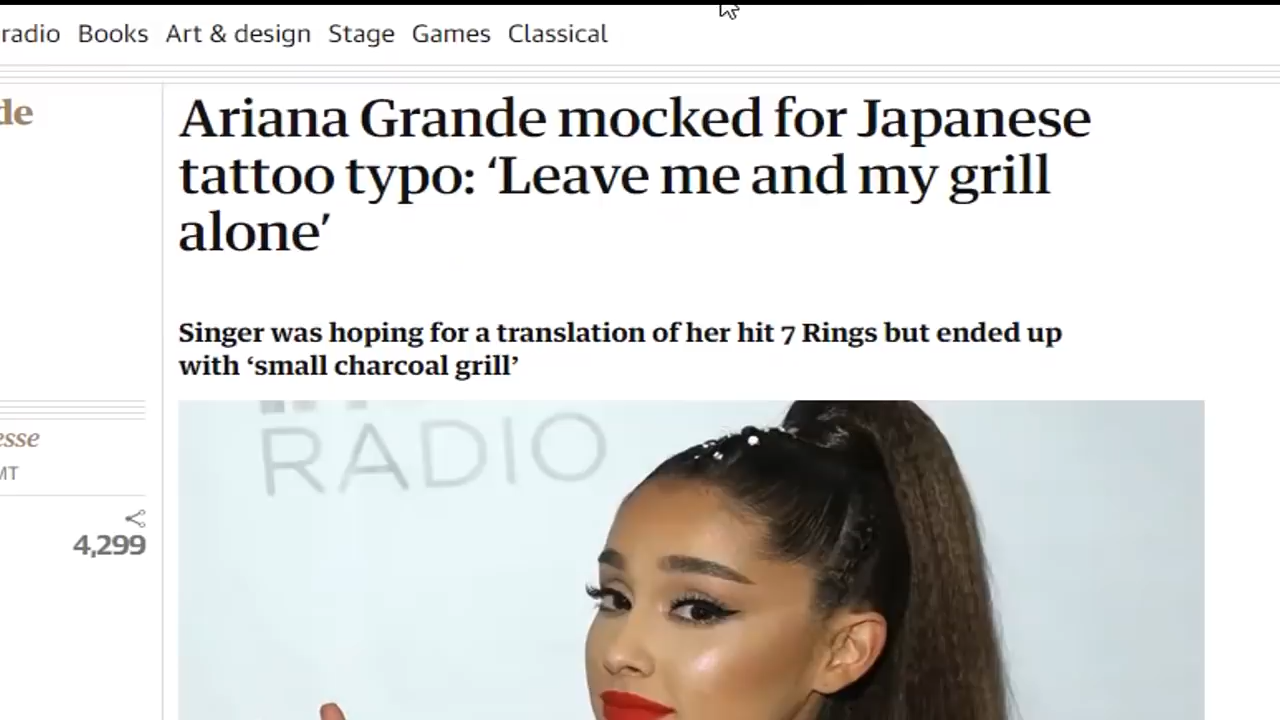 radio Books Art & design Stage Games Classical
de
Ariana Grande mocked for Japanese
tattoo typo: ‘Leave me and my grill
alone’
Singer was hoping for a translation of her hit 7 Rings but ended up
with ‘small charcoal grill’
esse
MT
4,299
RADIO